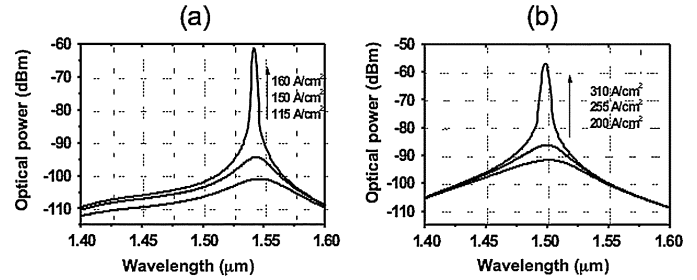 (a)
Optical power (dBm)
-60
-70
-80
-90
-100
-110
160 A/cm²
150 A/cm²
115 A/cm²
1.40
1.45
1.50
1.55
1.60
Wavelength (µm)
(b)
Optical power (dBm)
-50
-60
-70
-80
-90
-100
-110
310 A/cm²
255 A/cm²
200 A/cm²
1.40
1.45
1.50
1.55
1.60
Wavelength (µm)